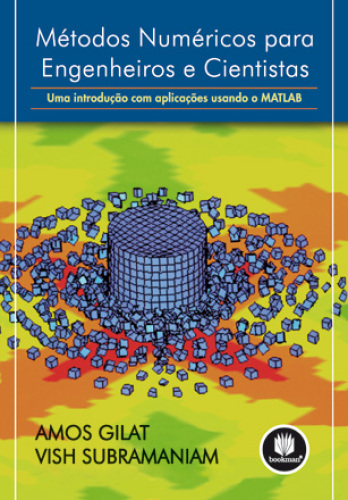 Métodos Numéricos para
Engenheiros e Cientistas
Uma introdução com aplicações usando o MATLAB
AMOS GILAT
VISH SUBRAMANIAM
bookman